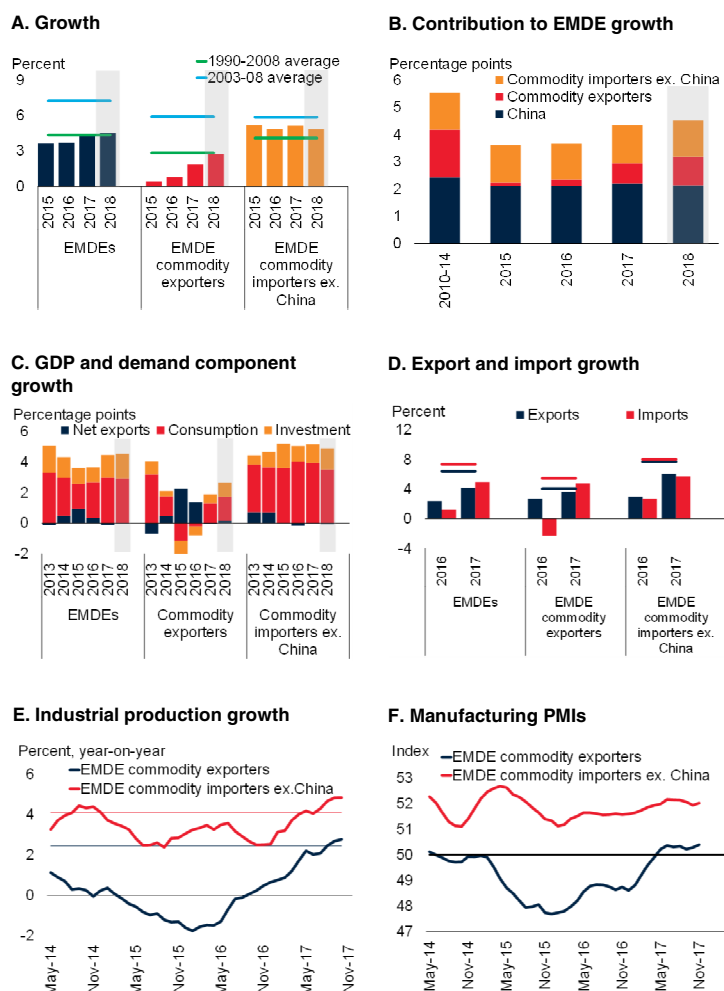 A. Growth
Percent
1990-2008 average
2003-08 average
9
6
3
0
2015
2016
2017
2018
2015
2016
2017
2018
2015
2016
2017
2018
EMDEs
EMDE
commodity
exporters
EMDE
commodity
importers ex.
China
B. Contribution to EMDE growth
Percentage points
Commodity importers ex. China
Commodity exporters
China
6
5
4
3
2
1
0
2010-14
2015
2016
2017
2018
C. GDP and demand component
growth
Percentage points
Net exports
Consumption
Investment
6
4
2
0
-2
2013
2014
2015
2016
2017
2018
2013
2014
2015
2016
2017
2018
2013
2014
2015
2016
2017
2018
EMDEs
Commodity
exporters
Commodity
importers ex.
China
D. Export and import growth
Percent
Exports
Imports
12
8
4
0
-4
2016
2017
2016
2017
2016
2017
EMDEs
EMDE
commodity
exporters
EMDE
commodity
importers ex.
China
E. Industrial production growth
Percent, year-on-year
EMDE commodity exporters
EMDE commodity importers ex.China
6
4
2
0
-2
May-14
Nov-14
May-15
Nov-15
May-16
Nov-16
May-17
Nov-17
F. Manufacturing PMIs
Index
EMDE commodity exporters
EMDE commodity importers ex. China
53
52
51
50
49
48
47
May-14
Nov-14
May-15
Nov-15
May-16
Nov-16
May-17
Nov-17